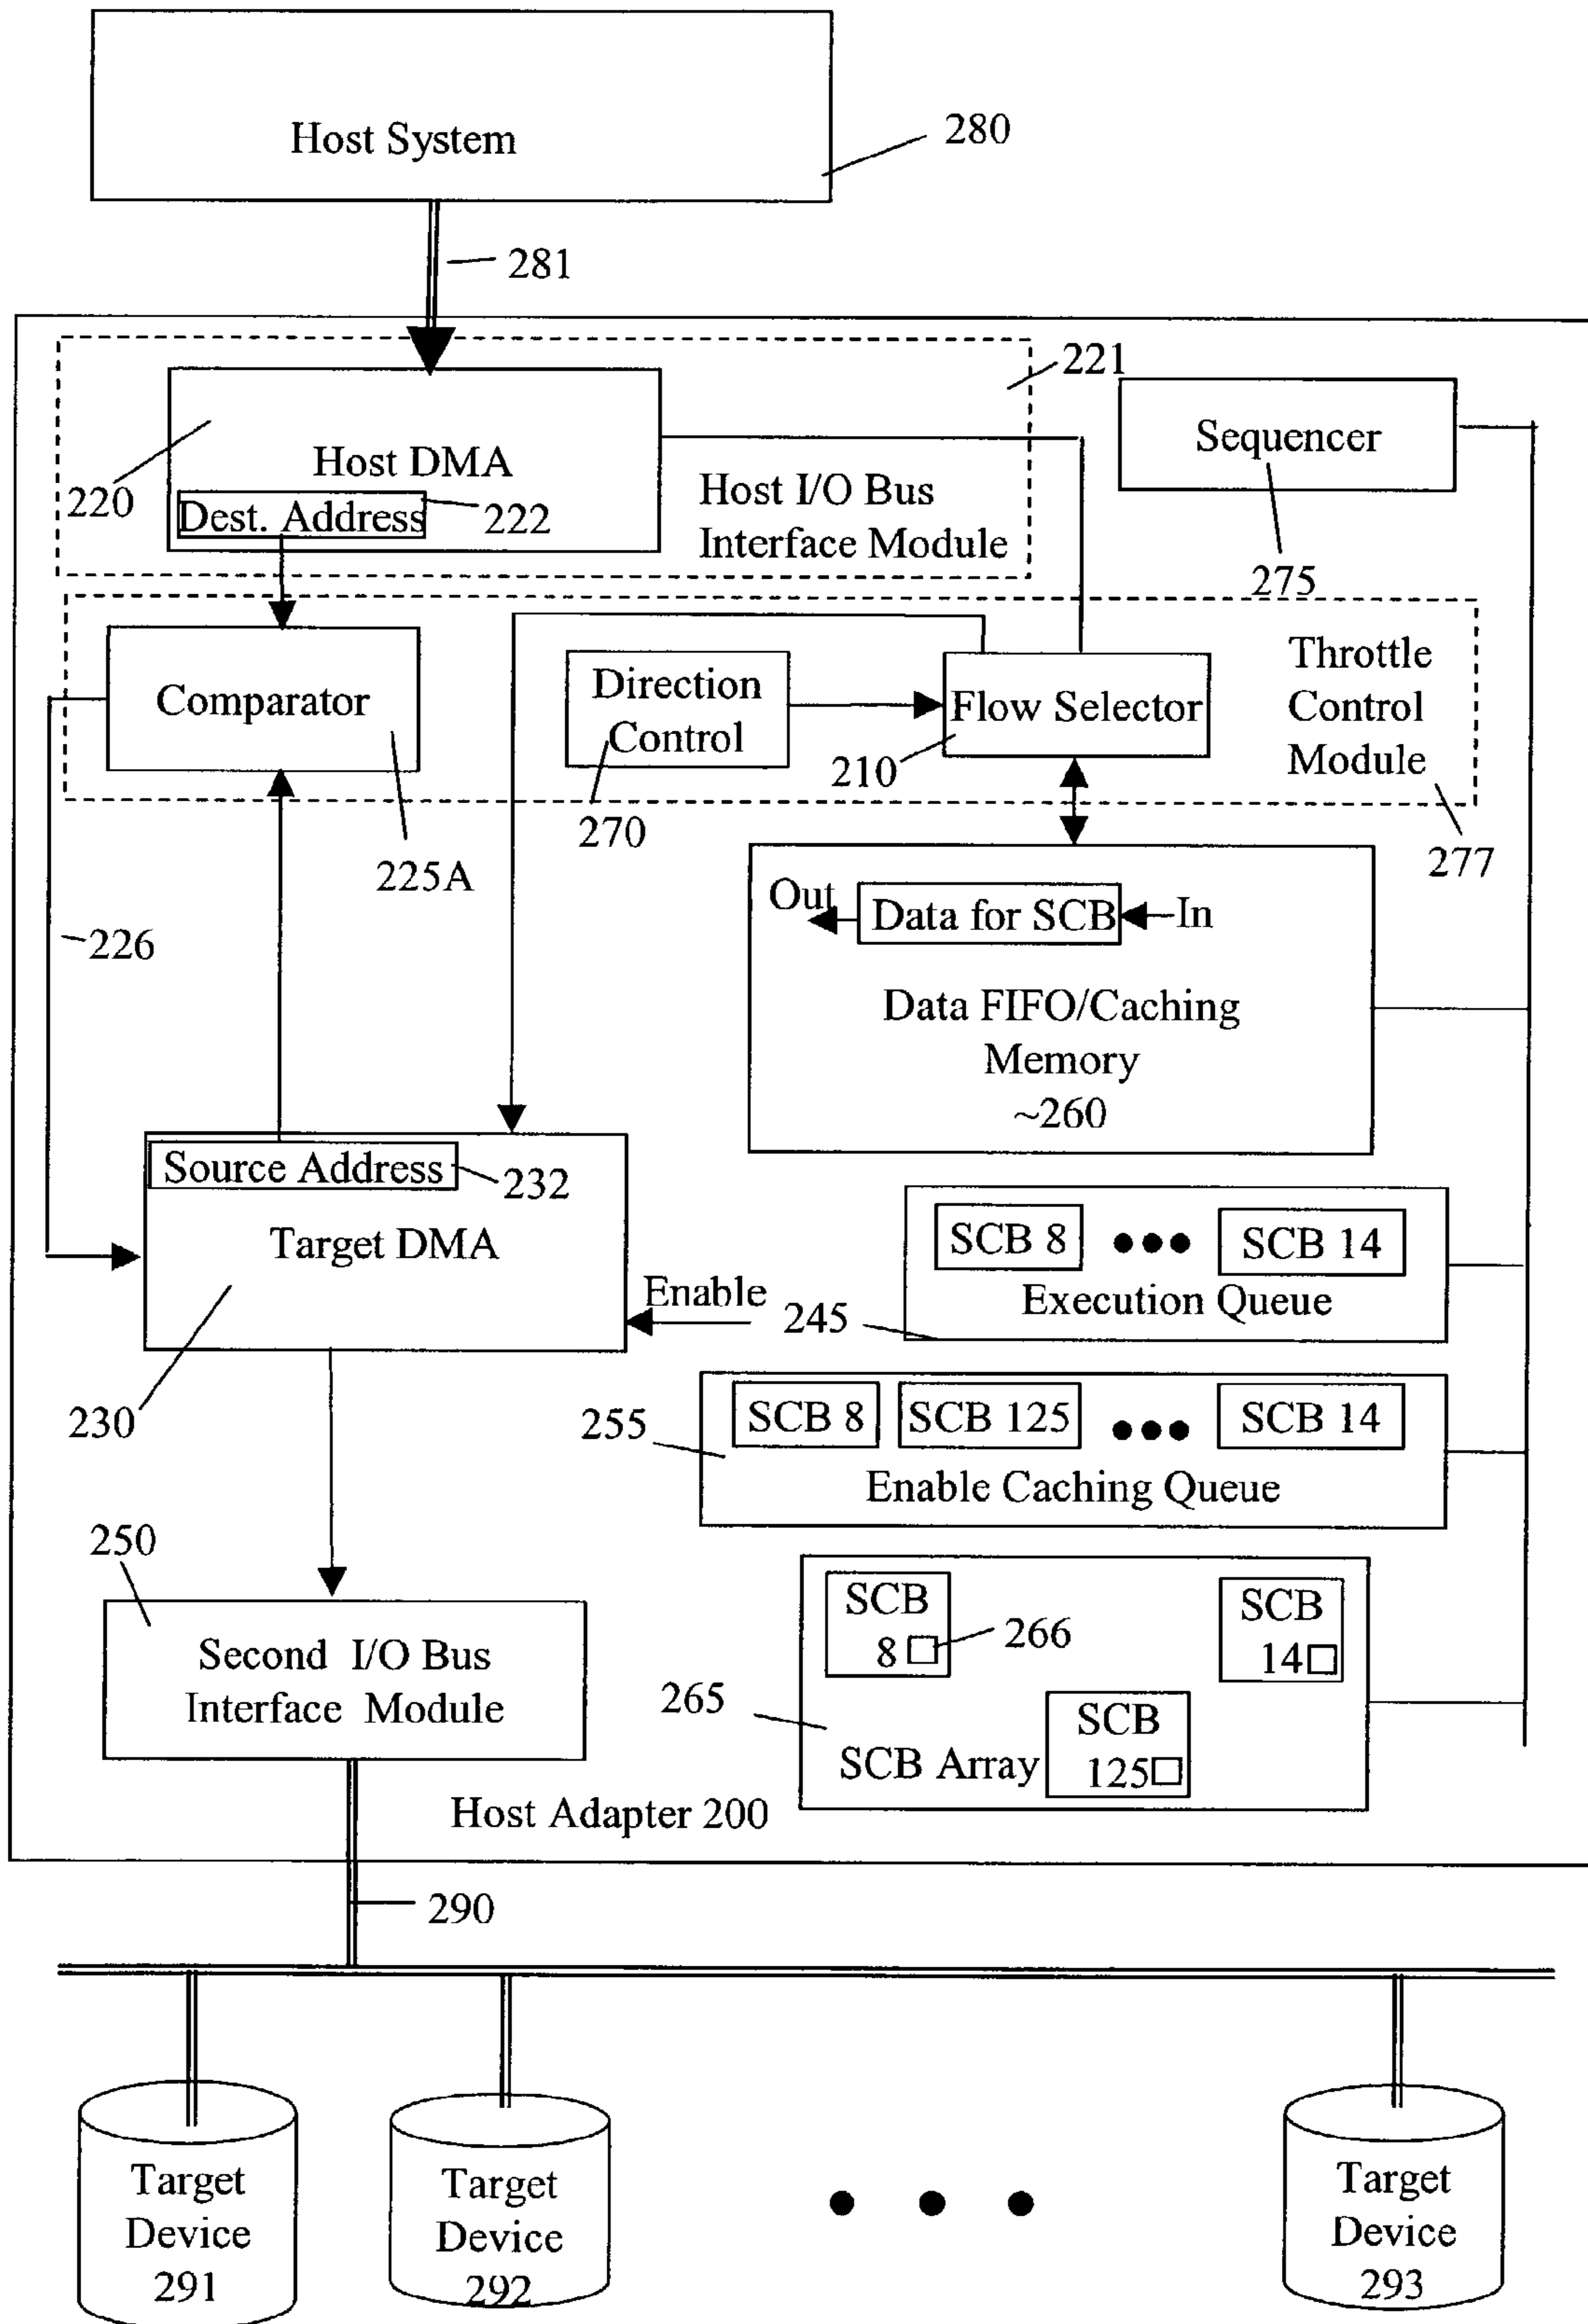 Host System
280
281
221
Sequencer
275
Host DMA
220
Dest. Address
222
Host I/O Bus
Interface Module
Comparator
225A
Direction
Control
270
Flow Selector
210
Throttle
Control
Module
277
226
Out
Data for SCB
In
Data FIFO/Caching
Memory
~260
Source Address
232
Target DMA
230
Enable
SCB 8
SCB 14
Execution Queue
245
255
SCB 8
SCB 125
SCB 14
Enable Caching Queue
250
Second I/O Bus
Interface Module
SCB
8
266
SCB
14
265
SCB Array
SCB
125
Host Adapter 200
290
Target
Device
291
Target
Device
292
Target
Device
293